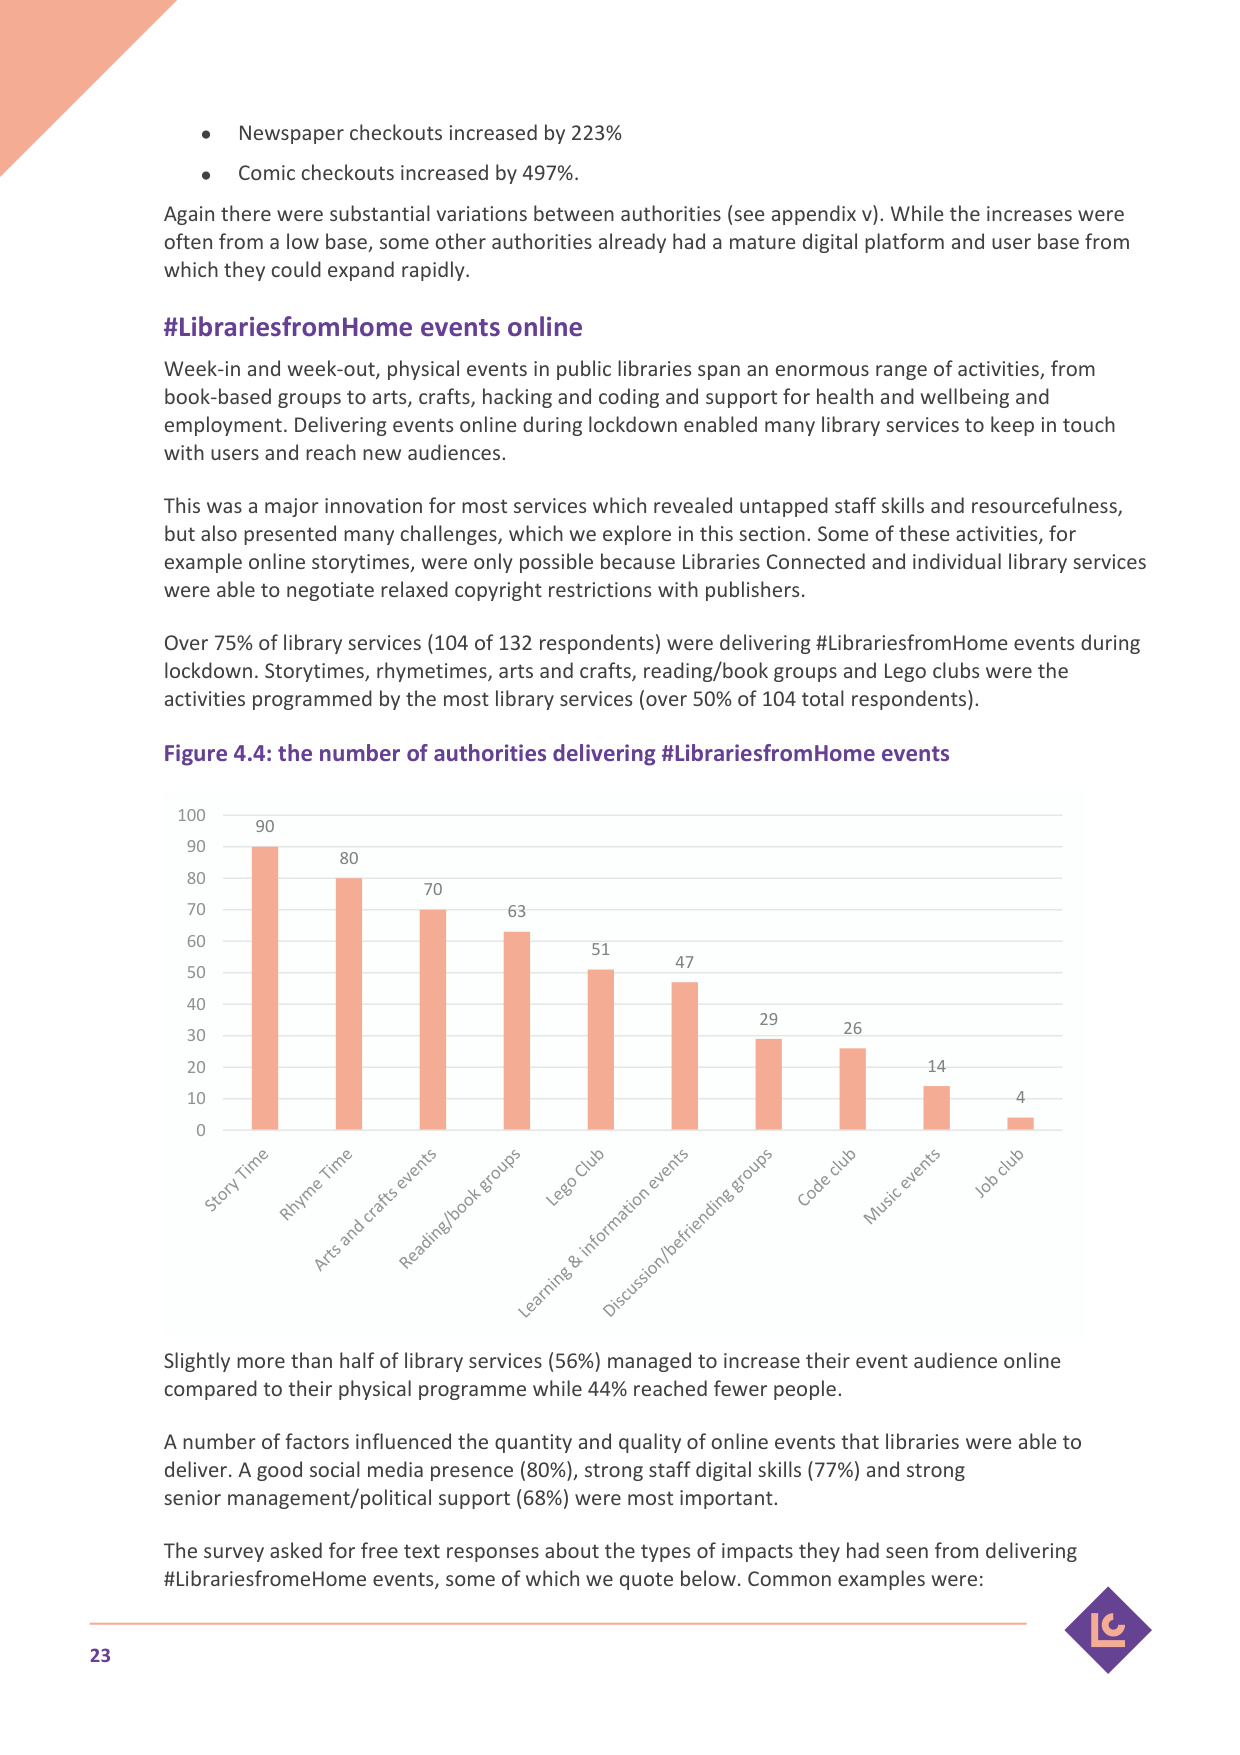 • Newspaper checkouts increased by 223%
• Comic checkouts increased by 497%.
Again there were substantial variations between authorities (see appendix v). While the increases were
often from a low base, some other authorities already had a mature digital platform and user base from
which they could expand rapidly.
#LibrariesfromHome events online
Week-in and week-out, physical events in public libraries span an enormous range of activities, from
book-based groups to arts, crafts, hacking and coding and support for health and wellbeing and
employment. Delivering events online during lockdown enabled many library services to keep in touch
with users and reach new audiences.
This was a major innovation for most services which revealed untapped staff skills and resourcefulness,
but also presented many challenges, which we explore in this section. Some of these activities, for
example online storytimes, were only possible because Libraries Connected and individual library services
were able to negotiate relaxed copyright restrictions with publishers.
Over 75% of library services (104 of 132 respondents) were delivering #LibrariesfromHome events during
lockdown. Storytimes, rhymetimes, arts and crafts, reading/book groups and Lego clubs were the
activities programmed by the most library services (over 50% of 104 total respondents).
Figure 4.4: the number of authorities delivering #LibrariesfromHome events
100
90
80
70
60
50
40
30
20
10
0
90
80
70
63
51
47
29
26
14
4
Story Time
Rhyme Time
Arts and crafts events
Reading/book groups
Lego Club
Learning & information events
Discussion/befriending groups
Code club
Music events
Job club
Slightly more than half of library services (56%) managed to increase their event audience online
compared to their physical programme while 44% reached fewer people.
A number of factors influenced the quantity and quality of online events that libraries were able to
deliver. A good social media presence (80%), strong staff digital skills (77%) and strong
senior management/political support (68%) were most important.
The survey asked for free text responses about the types of impacts they had seen from delivering
#LibrariesfromeHome events, some of which we quote below. Common examples were:
LC
23